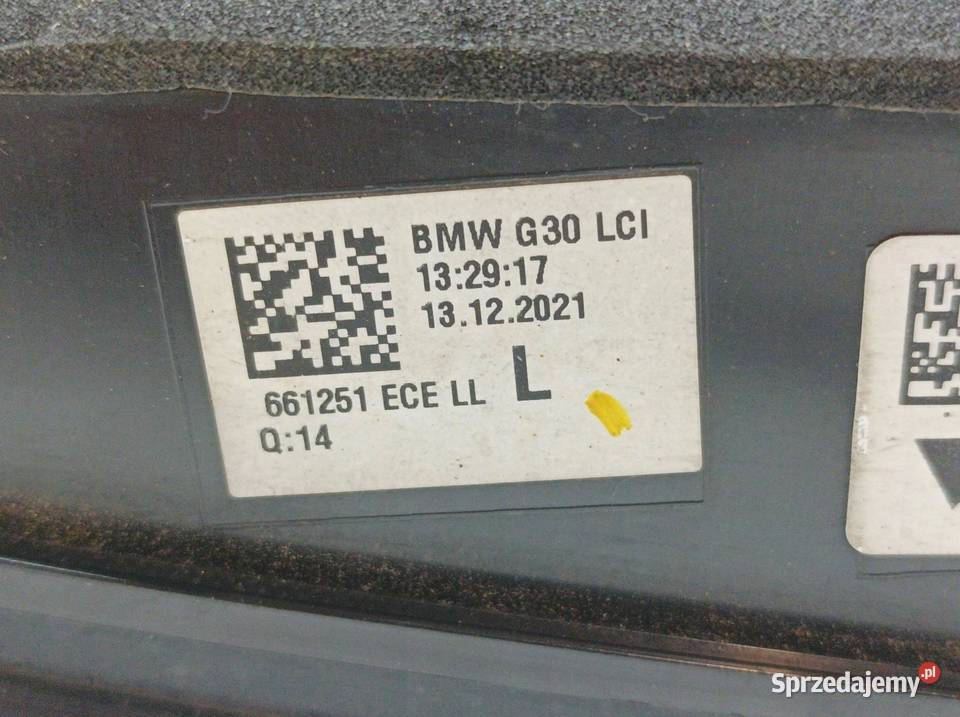 BMW G30 LCI
13:29:17
13.12.2021
661251 ECE LL L
Q:14
Sprzedajemy.pl